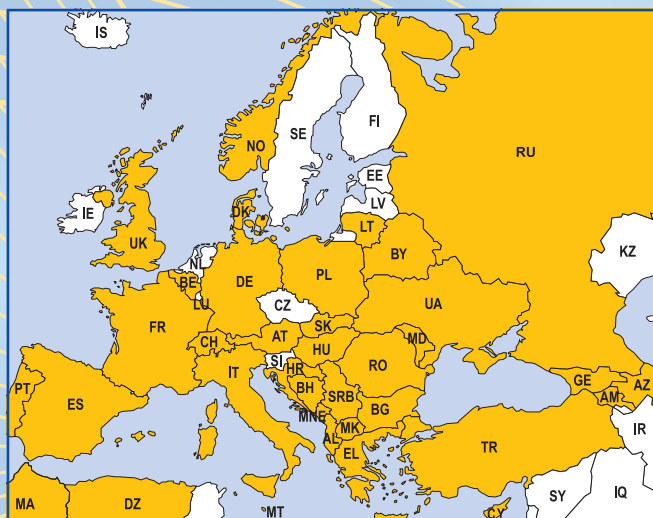 IS
FI
SE
NO
RU
EE
LV
IE
DK
LT
UK
BY
KZ
NL
BE
DE
PL
LU
CZ
UA
FR
SK
CH
AT
MD
HU
SI
RO
HR
IT
GE
AZ
PT
BH
SRB
AM
ES
BG
MNE
MK
IR
AL
EL
TR
MA
DZ
MT
SY
IQ
CY